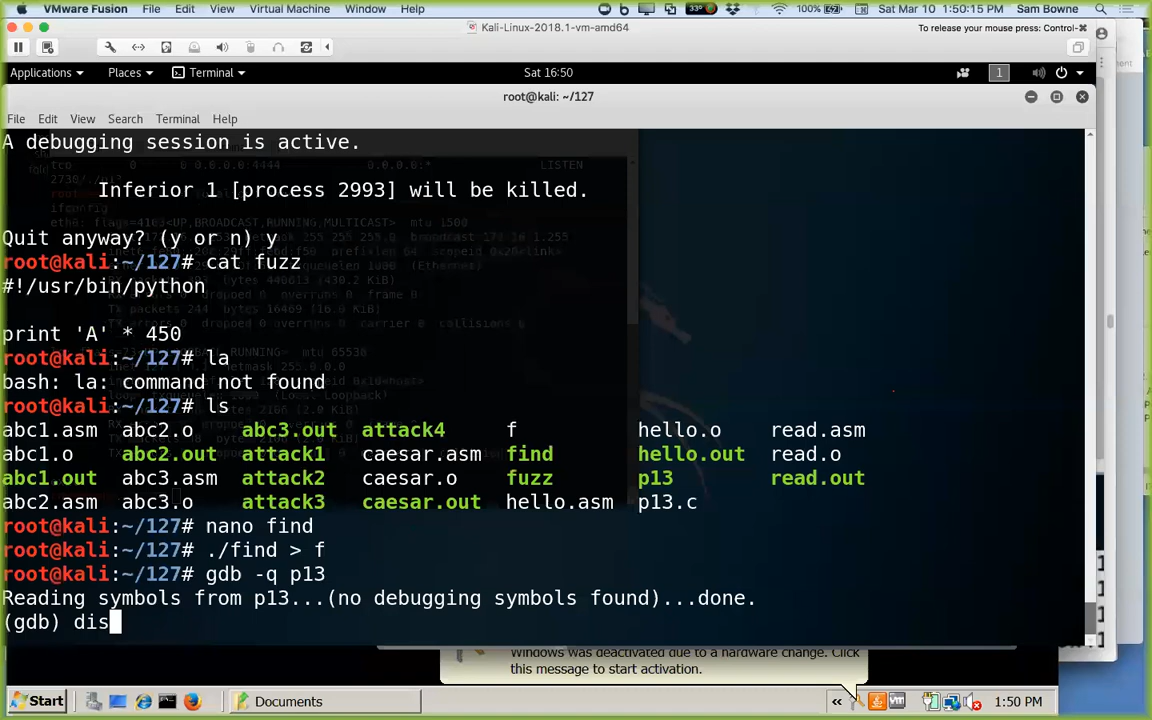 VMware Fusion File Edit View Virtual Machine Window Help 33° 100% Sat Mar 10 1:50:15 PM Sam Bowne
Kali-Linux-2018.1-vm-amd64 To release your mouse press: Control-⌘
Applications Places Terminal Sat 16:50 1
root@kali: ~/127
File Edit View Search Terminal Help
A debugging session is active.
Inferior 1 [process 2993] will be killed.
Quit anyway? (y or n) y
root@kali:~/127# cat fuzz
#!/usr/bin/python
print 'A' * 450
root@kali:~/127# la
bash: la: command not found
root@kali:~/127# ls
abc1.asm abc2.o abc3.out attack4 f hello.o read.asm
abc1.o abc2.out attack1 caesar.asm find hello.out read.o
abc1.out abc3.asm attack2 caesar.o fuzz p13 read.out
abc2.asm abc3.o attack3 caesar.out hello.asm p13.c
root@kali:~/127# nano find
root@kali:~/127# ./find > f
root@kali:~/127# gdb -q p13
Reading symbols from p13...(no debugging symbols found)...done.
(gdb) dis
Windows was deactivated due to a hardware change. Click
this message to start activation.
Start Documents « 1:50 PM